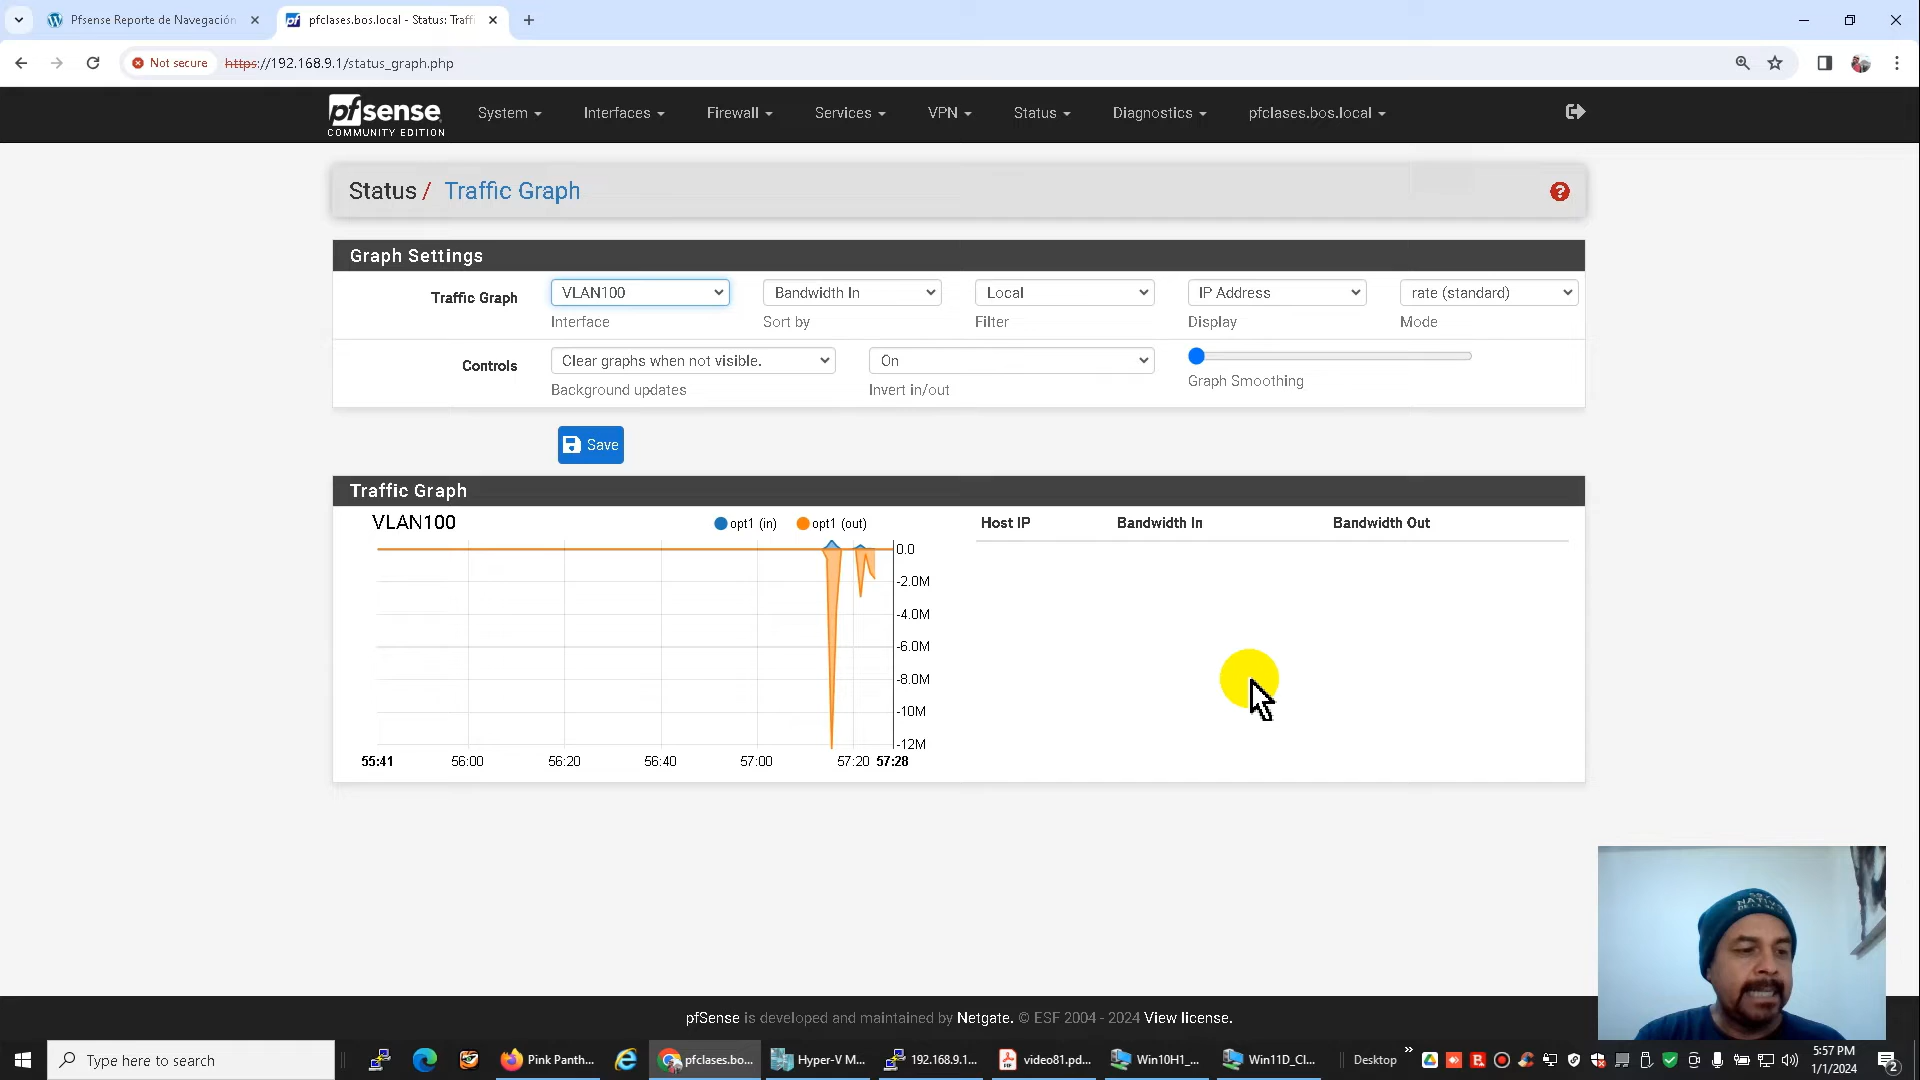 Pfsense Reporte de Navegación
pfclases.bos.local - Status: Traffi
Not secure
https://192.168.9.1/status_graph.php
pfsense
COMMUNITY EDITION
System
Interfaces
Firewall
Services
VPN
Status
Diagnostics
pfclases.bos.local
Status / Traffic Graph
Graph Settings
Traffic Graph
VLAN100
Bandwidth In
Local
IP Address
rate (standard)
Interface
Sort by
Filter
Display
Mode
Controls
Clear graphs when not visible.
On
Background updates
Invert in/out
Graph Smoothing
Save
Traffic Graph
VLAN100
opt1 (in)
opt1 (out)
Host IP
Bandwidth In
Bandwidth Out
0.0
-2.0M
-4.0M
-6.0M
-8.0M
-10M
-12M
55:41
56:00
56:20
56:40
57:00
57:20
57:28
pfSense is developed and maintained by Netgate. © ESF 2004 - 2024 View license.
Type here to search
Pink Panth...
pfclases.bo...
Hyper-V M...
192.168.9.1...
video81.pd...
Win10H1_...
Win11D_Cl...
Desktop
5:57 PM
1/1/2024
2